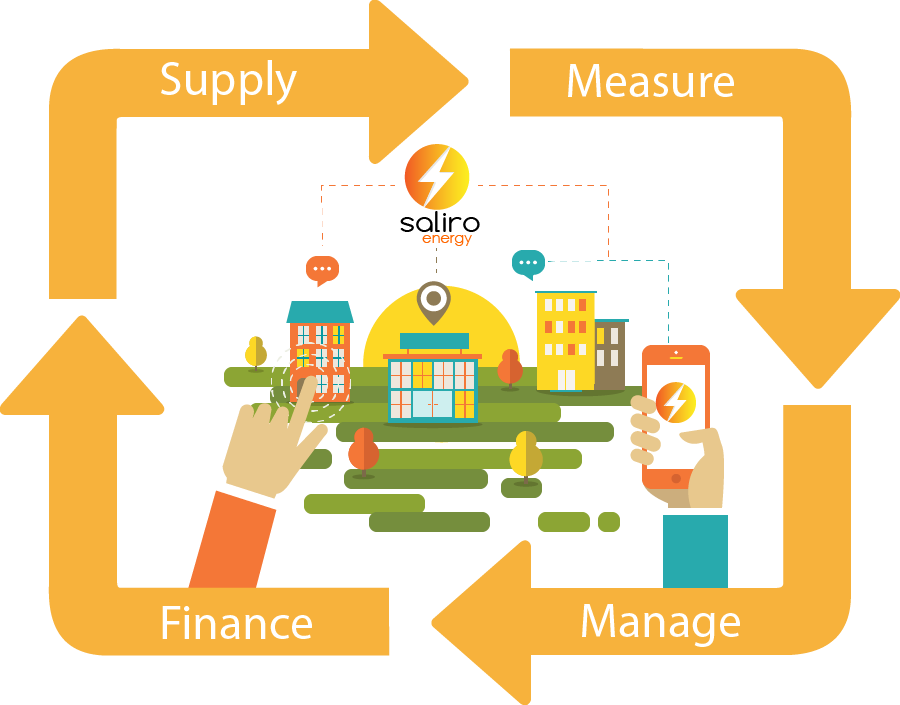 Supply
Measure
saliro
energy
Finance
Manage